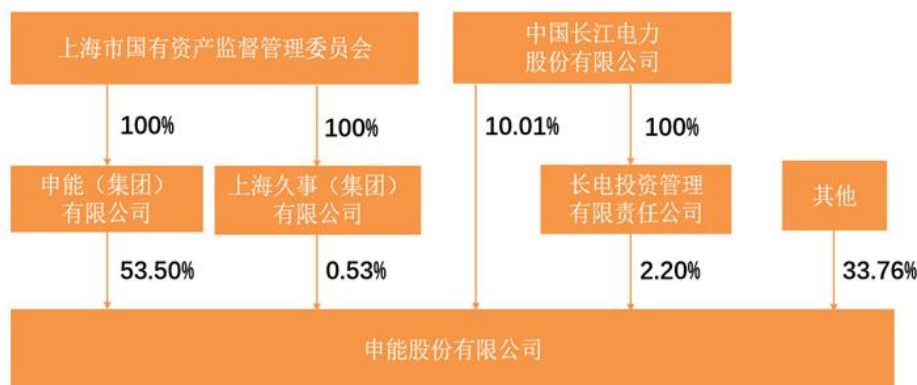 上海市国有资产监督管理委员会
中国长江电力
股份有限公司
100%
100%
10.01%
100%
申能（集团）
有限公司
上海久事（集团）
有限公司
长电投资管理
有限责任公司
其他
53.50%
0.53%
2.20%
33.76%
申能股份有限公司